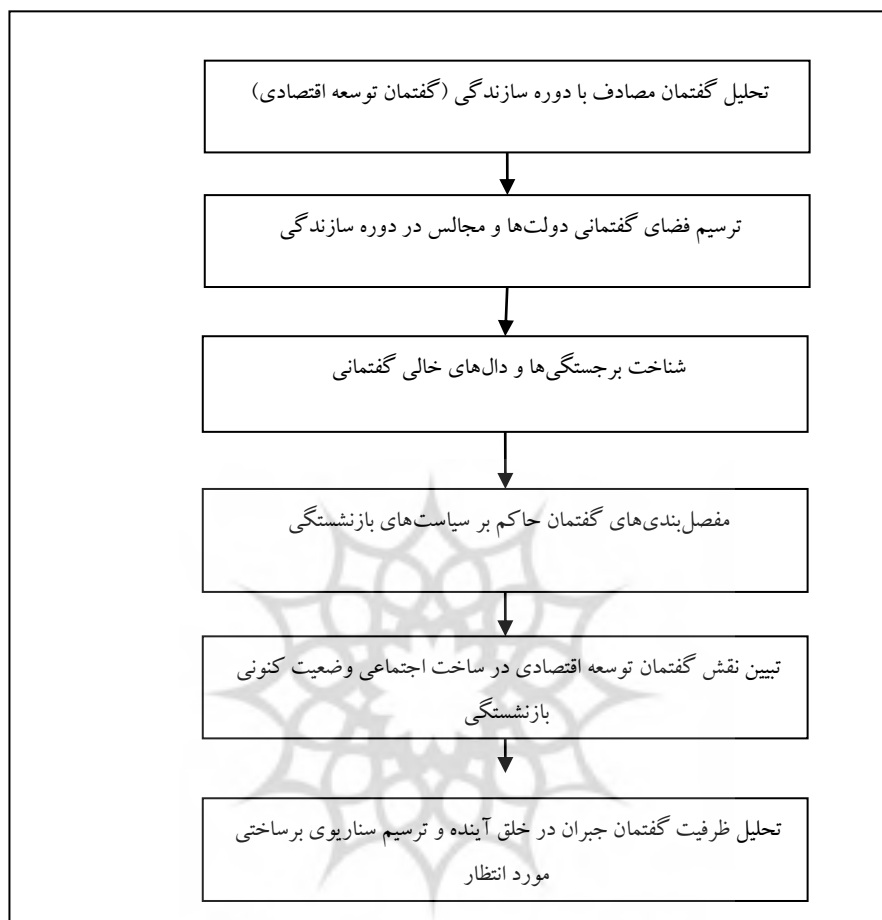 تحلیل گفتمان مصادف با دوره سازندگی (گفتمان توسعه اقتصادی)
ترسیم فضای گفتمانی دولت‌ها و مجالس در دوره سازندگی
شناخت برجستگی‌ها و دال‌های خالی گفتمانی
مفصل‌بندی‌های گفتمان حاکم بر سیاست‌های بازنشستگی
تبیین نقش گفتمان توسعه اقتصادی در ساخت اجتماعی وضعیت کنونی
بازنشستگی
تحلیل ظرفیت گفتمان جبران در خلق آینده و ترسیم سناریوی برساختی
مورد انتظار